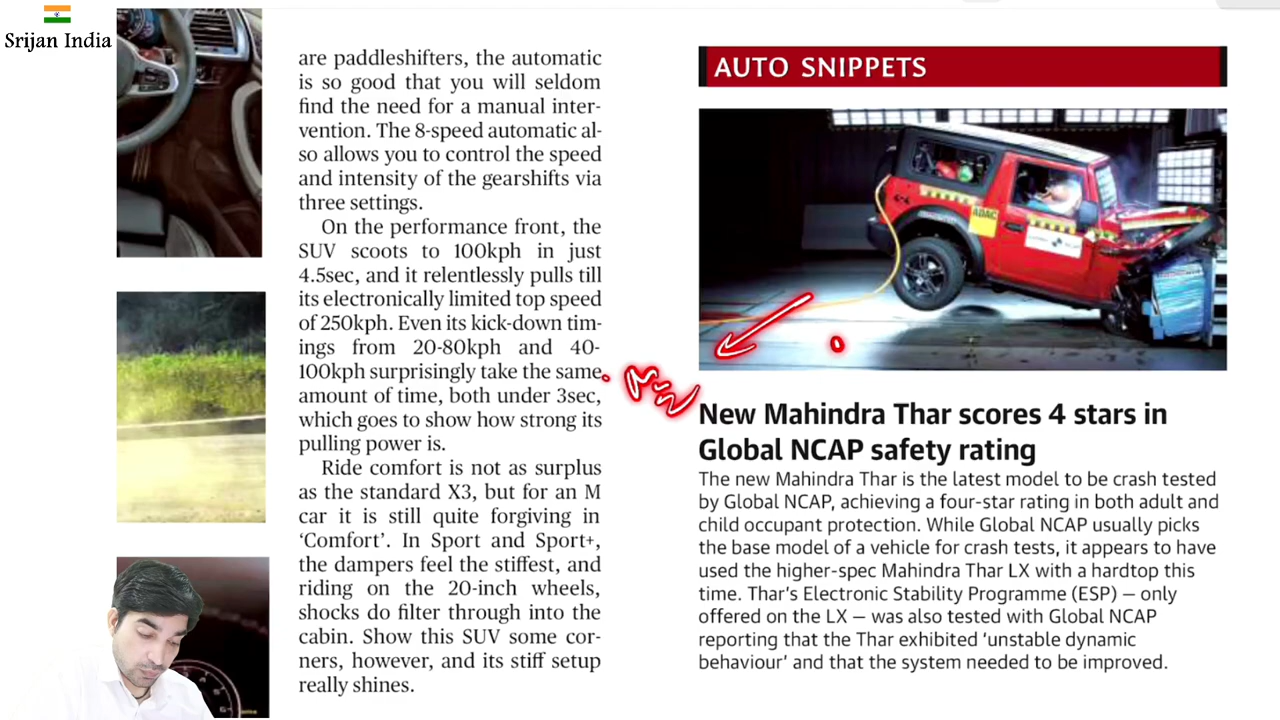 Srijan India
are paddleshifters, the automatic
is so good that you will seldom
find the need for a manual inter-
vention. The 8-speed automatic al-
so allows you to control the speed
and intensity of the gearshifts via
three settings.
On the performance front, the
SUV scoots to 100kph in just
4.5sec, and it relentlessly pulls till
its electronically limited top speed
of 250kph. Even its kick-down tim-
ings from 20-80kph and 40-
100kph surprisingly take the same
amount of time, both under 3sec,
which goes to show how strong its
pulling power is.
Ride comfort is not as surplus
as the standard X3, but for an M
car it is still quite forgiving in
‘Comfort’. In Sport and Sport+,
the dampers feel the stiffest, and
riding on the 20-inch wheels,
shocks do filter through into the
cabin. Show this SUV some cor-
ners, however, and its stiff setup
really shines.
AUTO SNIPPETS
ADAC
New Mahindra Thar scores 4 stars in
Global NCAP safety rating
The new Mahindra Thar is the latest model to be crash tested
by Global NCAP, achieving a four-star rating in both adult and
child occupant protection. While Global NCAP usually picks
the base model of a vehicle for crash tests, it appears to have
used the higher-spec Mahindra Thar LX with a hardtop this
time. Thar’s Electronic Stability Programme (ESP) — only
offered on the LX — was also tested with Global NCAP
reporting that the Thar exhibited ‘unstable dynamic
behaviour’ and that the system needed to be improved.